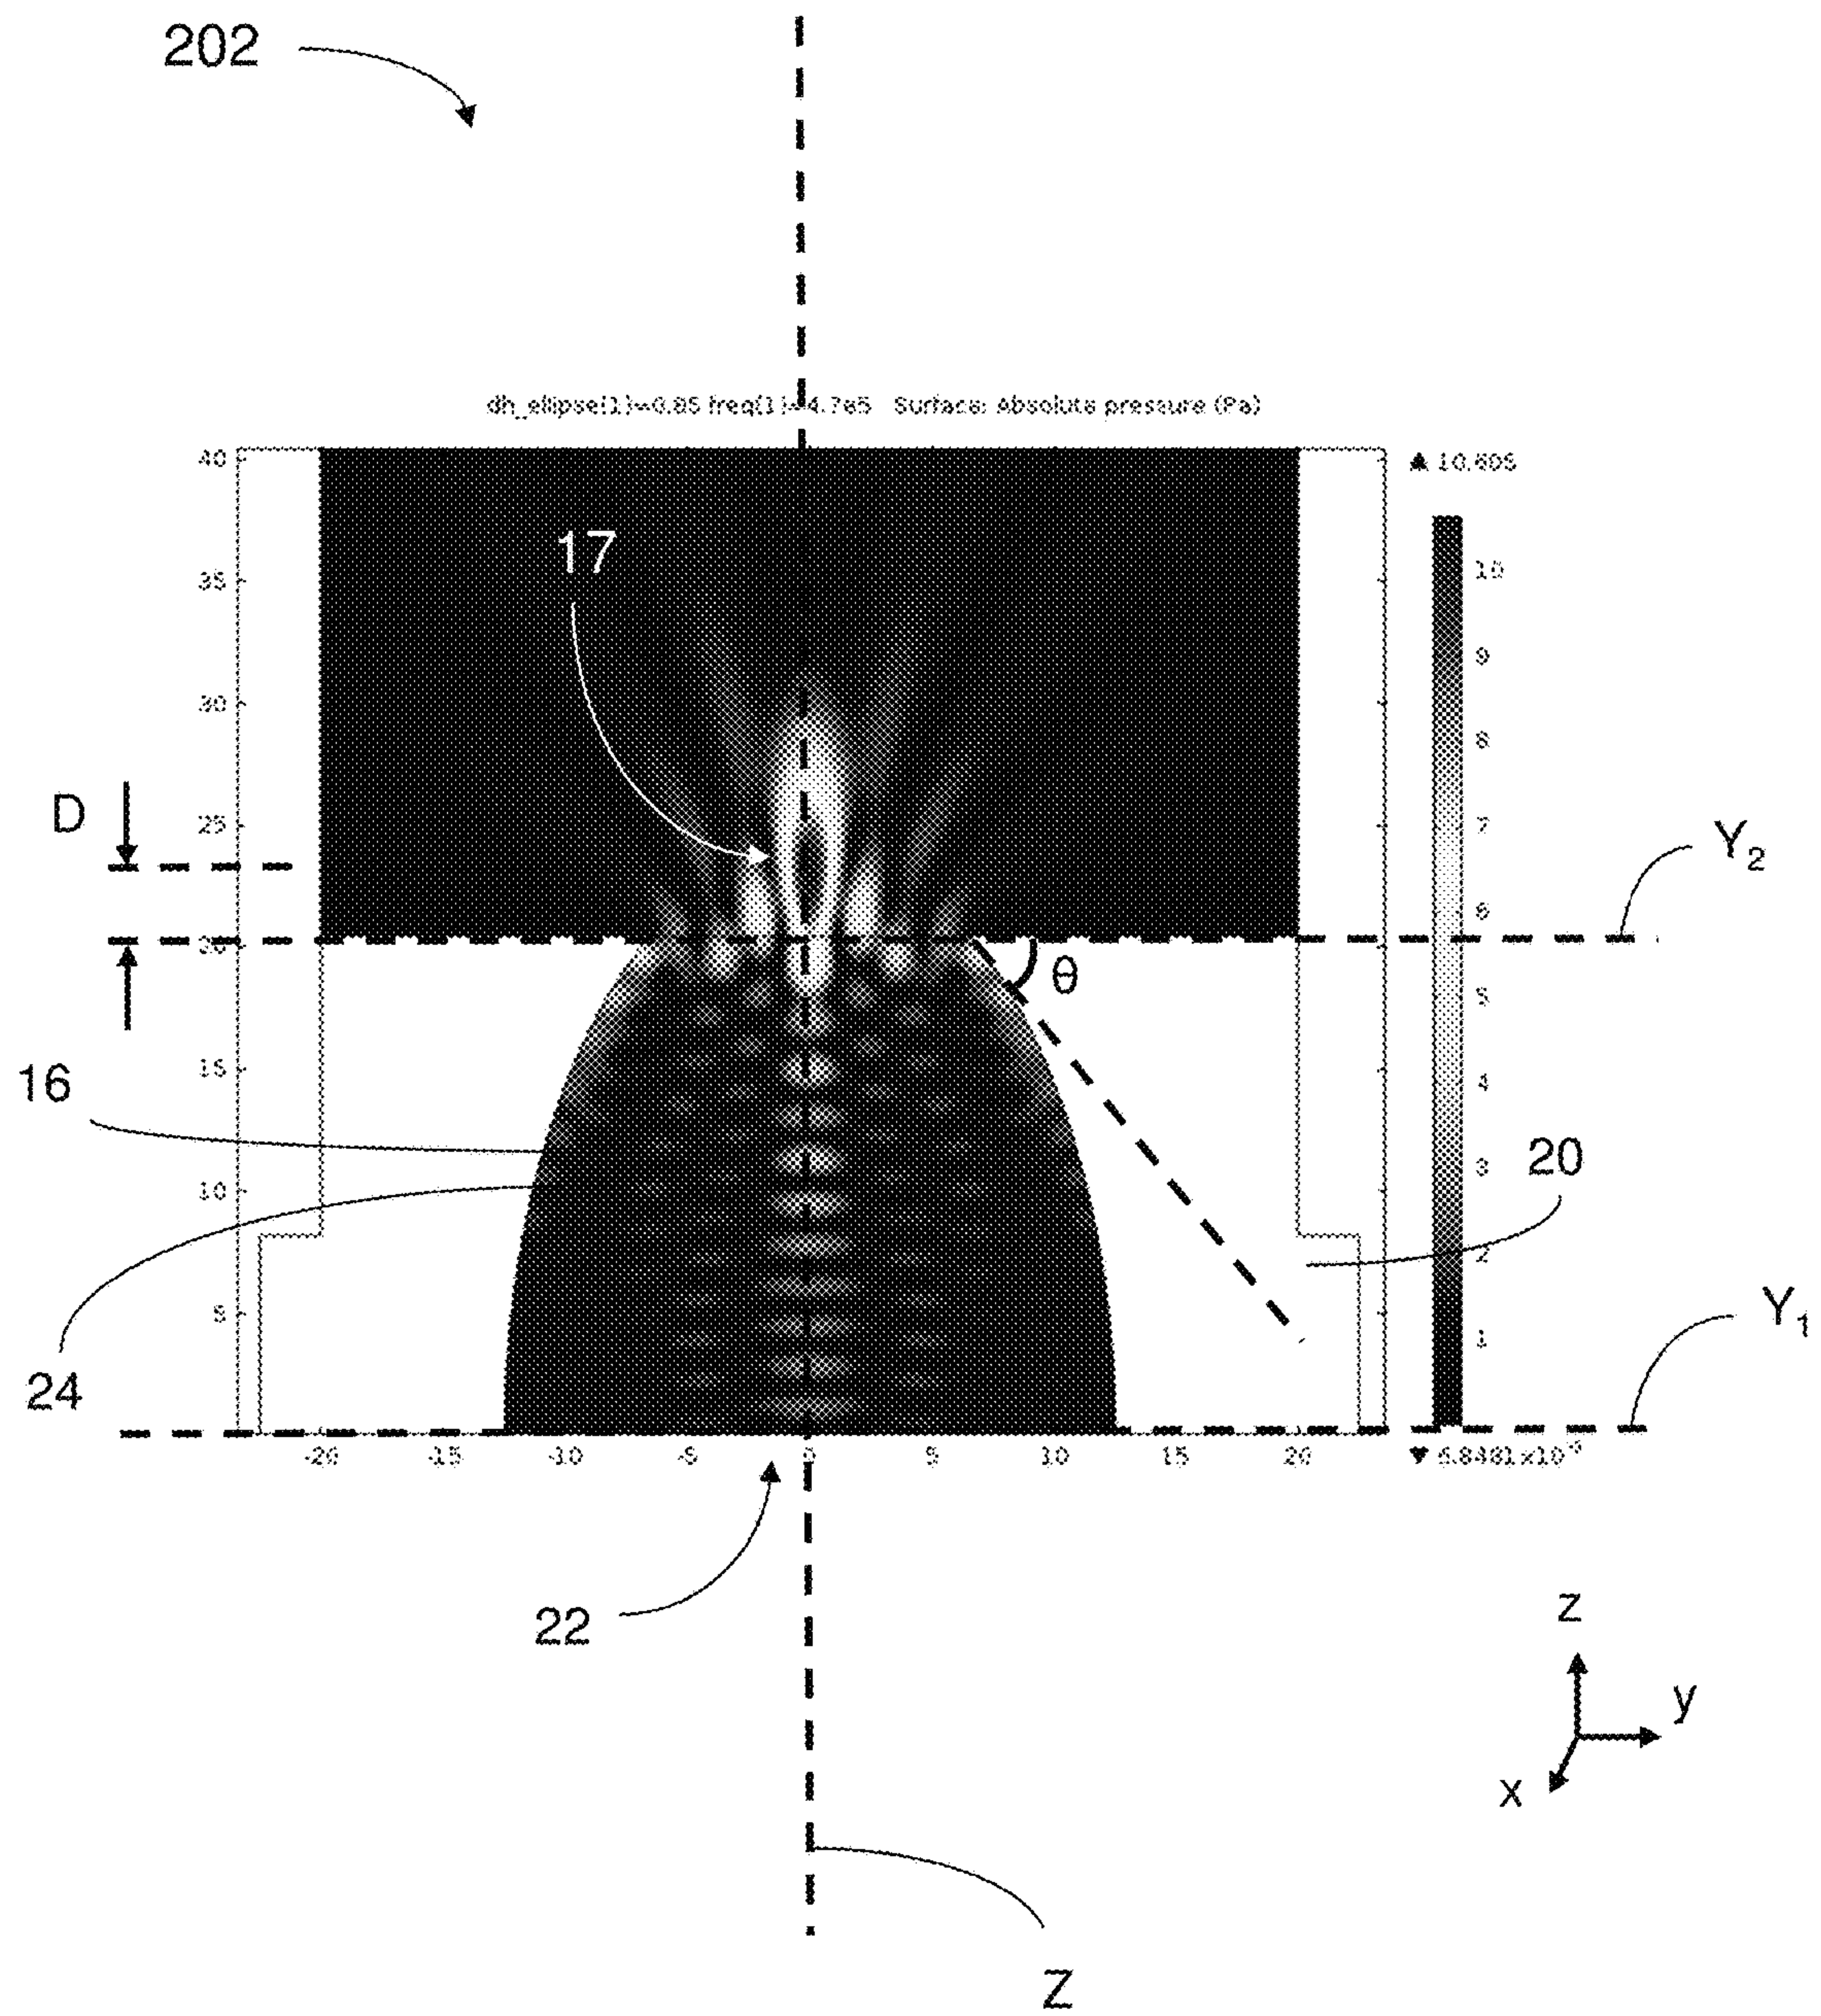 202
dh_ellipse(1)=0.85 freq(1)=4.7e5 Surface: Absolute pressure (Pa)
40
▲ 10.605
17
10
35
9
30
8
D
25
7
Y₂
6
20
θ
5
16
15
4
3
20
10
2
5
1
Y₁
24
-20 -15 -10 -5 0 5 10 15 20
▼
22
z
y
x
Z